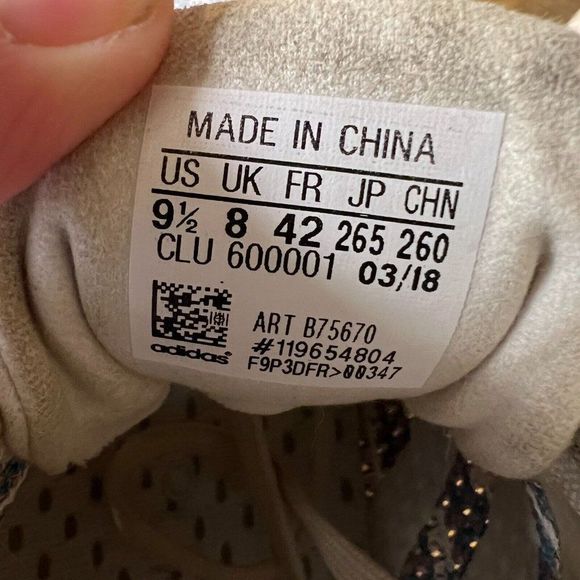 MADE IN CHINA
US UK FR JP CHN
9½ 8 42 265 260
CLU 600001 03/18
ART B75670
#119654804
adidas®
F9P3DFR>00347